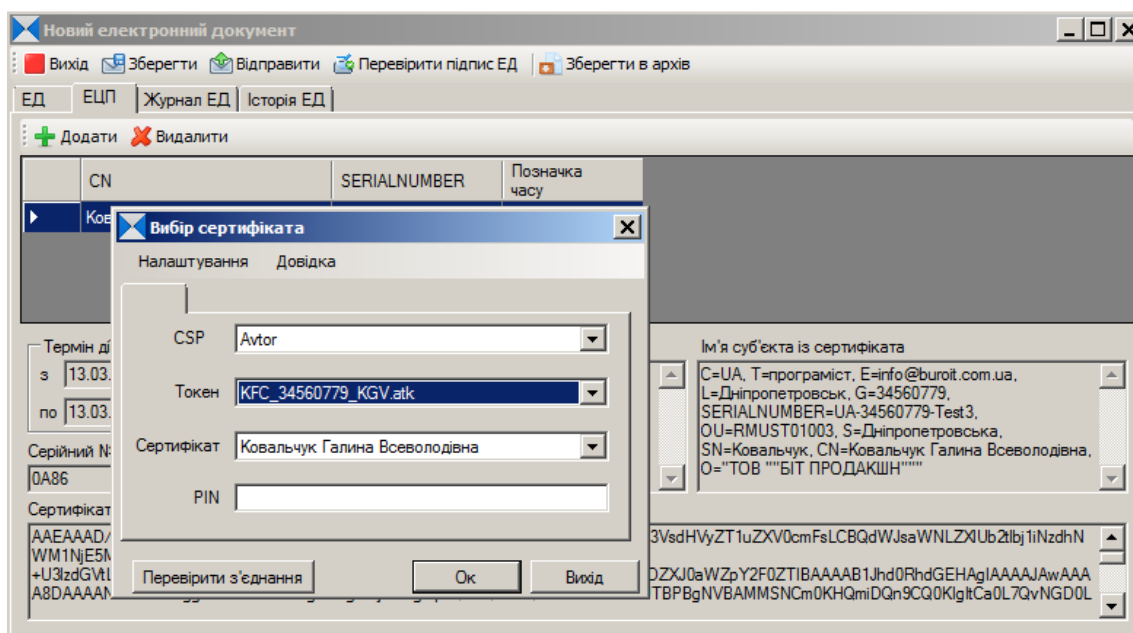 Новий електронний документ
Вихід Зберегти Відправити Перевірити підпис ЕД Зберегти в архів
ЕД ЕЦП Журнал ЕД Історія ЕД
Додати Видалити
CN SERIALNUMBER Позначка часу
Ков
Вибір сертифіката
Налаштування Довідка
CSP Avtor
Токен KFC_34560779_KGV.atk
Сертифікат Ковальчук Галина Всеволодівна
PIN
Перевірити з'єднання Ок Вихід
Термін ді
з 13.03.
по 13.03.
Серійний №
0A86
Ім'я суб'єкта із сертифіката
C=UA, T=програміст, E=info@buroit.com.ua,
L=Дніпропетровськ, G=34560779,
SERIALNUMBER=UA-34560779-Test3,
OU=RMUST01003, S=Дніпропетровська,
SN=Ковальчук, CN=Ковальчук Галина Всеволодівна,
O="ТОВ ""БІТ ПРОДАКШН"""
Сертифікат